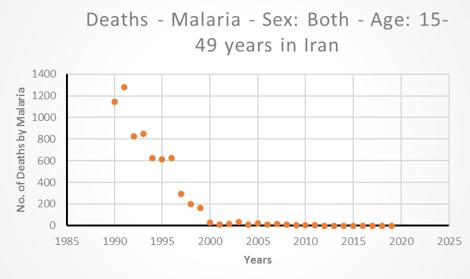 Deaths - Malaria - Sex: Both - Age: 15-
49 years in Iran
No. of Deaths by Malaria
1400
1200
1000
800
600
400
200
0
1985 1990 1995 2000 2005 2010 2015 2020 2025
Years